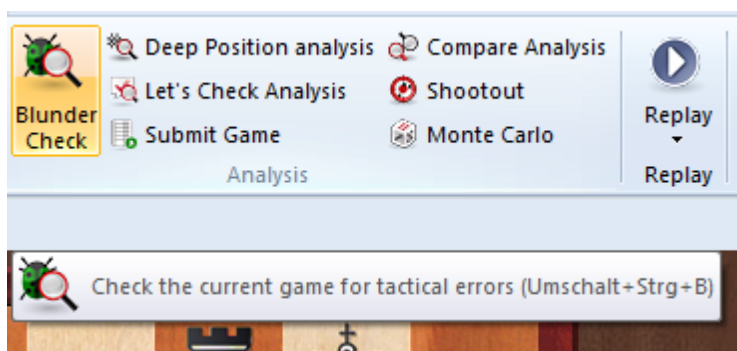 Blunder Check
Deep Position analysis
Let's Check Analysis
Submit Game
Compare Analysis
Shootout
Monte Carlo
Analysis
Replay
Replay
Check the current game for tactical errors (Umschalt+Strg+B)